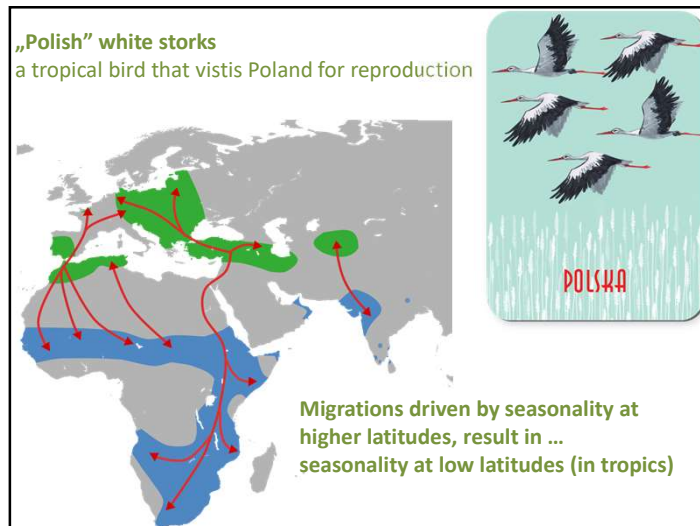 „Polish” white storks
a tropical bird that vistis Poland for reproduction
POLSKA
Migrations driven by seasonality at
higher latitudes, result in ...
seasonality at low latitudes (in tropics)